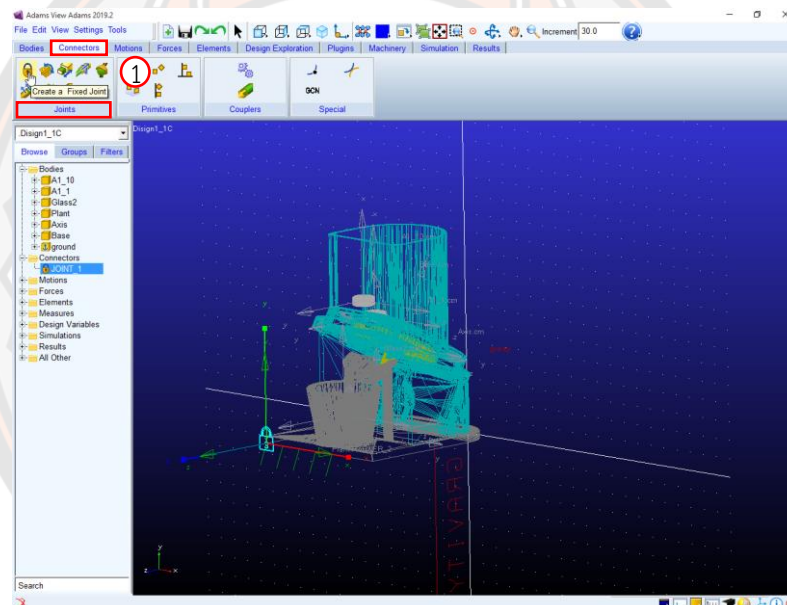 Adams View Adams 2019.2
File Edit View Settings Tools
Increment 30.0
Bodies Connectors Motions Forces Elements Design Exploration Plugins Machinery Simulation Results
1
Create a Fixed Joint
GCN
Joints Primitives Couplers Special
.Disign1_1C
Disign1_1C
Browse Groups Filters
Bodies
A1_10
A1_1
Glass2
Plant
Axis
Base
ground
Connectors
JOINT_1
Motions
Forces
Elements
Measures
Design Variables
Simulations
Results
All Other
Axis.cm
GRAVITY
y
z x
Search